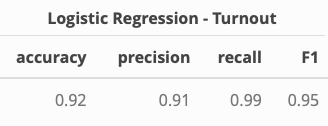 Logistic Regression - Turnout
accuracy precision recall F1
0.92 0.91 0.99 0.95